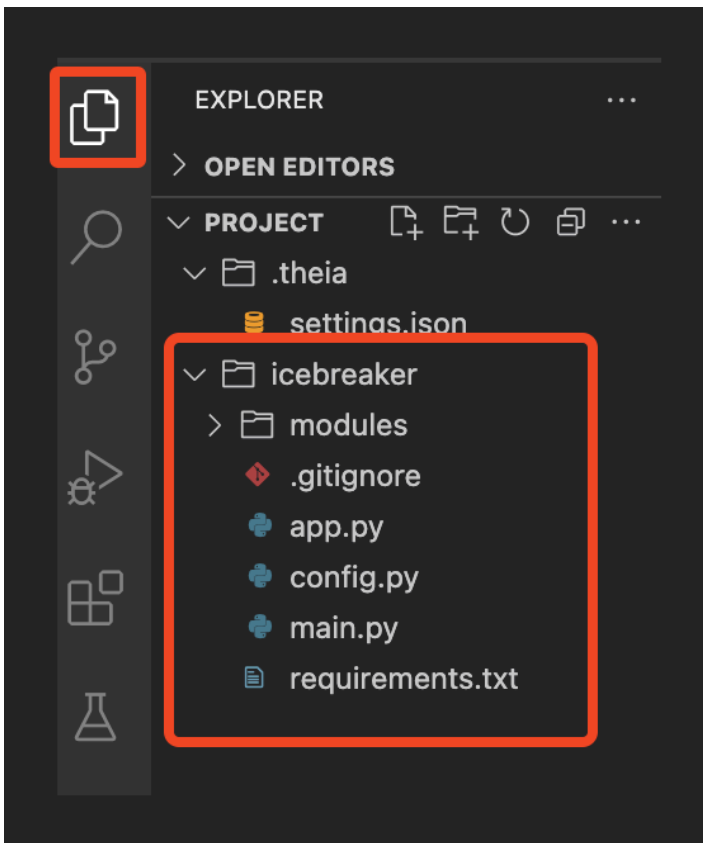 EXPLORER
OPEN EDITORS
PROJECT
.theia
settings.json
icebreaker
modules
.gitignore
app.py
config.py
main.py
requirements.txt